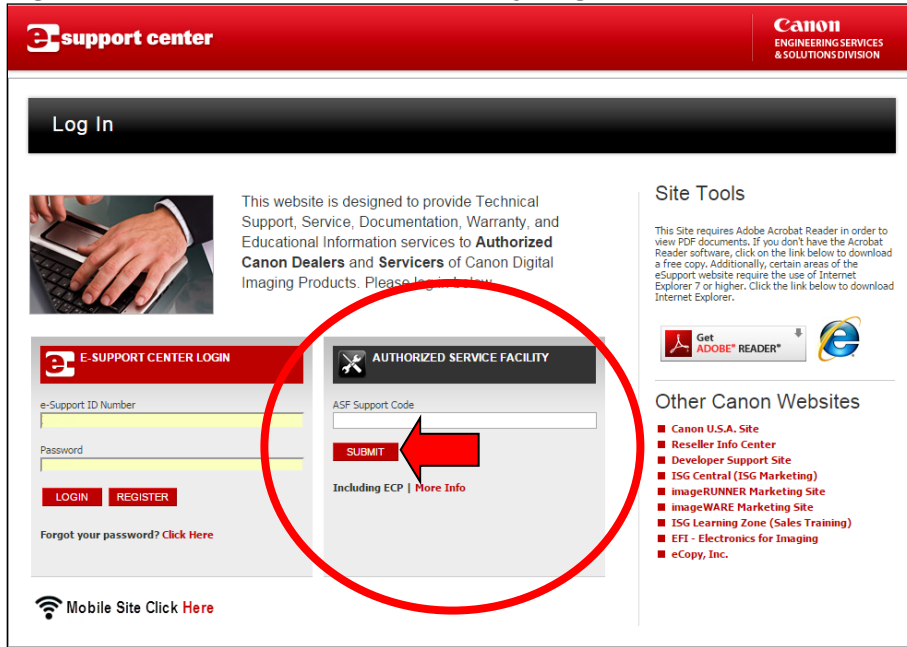 e-support center
Canon
ENGINEERING SERVICES
& SOLUTIONS DIVISION
Log In
This website is designed to provide Technical
Support, Service, Documentation, Warranty, and
Educational Information services to Authorized
Canon Dealers and Servicers of Canon Digital
Imaging Products. Please log in below.
E-SUPPORT CENTER LOGIN
e-Support ID Number
Password
LOGIN REGISTER
Forgot your password? Click Here
AUTHORIZED SERVICE FACILITY
ASF Support Code
SUBMIT
Including ECP | More Info
Mobile Site Click Here
Site Tools
This Site requires Adobe Acrobat Reader in order to
view PDF documents. If you don't have the Acrobat
Reader software, click on the link below to download
a free copy. Additionally, certain areas of the
eSupport website require the use of Internet
Explorer 7 or higher. Click the link below to download
Internet Explorer.
Get
ADOBE® READER®
Other Canon Websites
Canon U.S.A. Site
Reseller Info Center
Developer Support Site
ISG Central (ISG Marketing)
imageRUNNER Marketing Site
imageWARE Marketing Site
ISG Learning Zone (Sales Training)
EFI - Electronics for Imaging
eCopy, Inc.